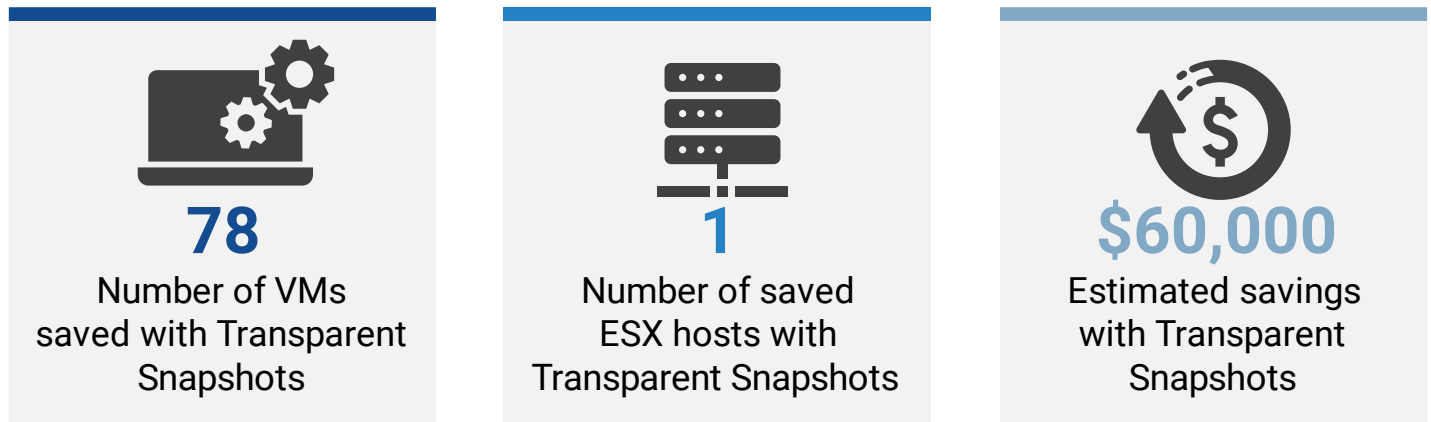 78
Number of VMs
saved with Transparent
Snapshots
1
Number of saved
ESX hosts with
Transparent Snapshots
$
$60,000
Estimated savings
with Transparent
Snapshots